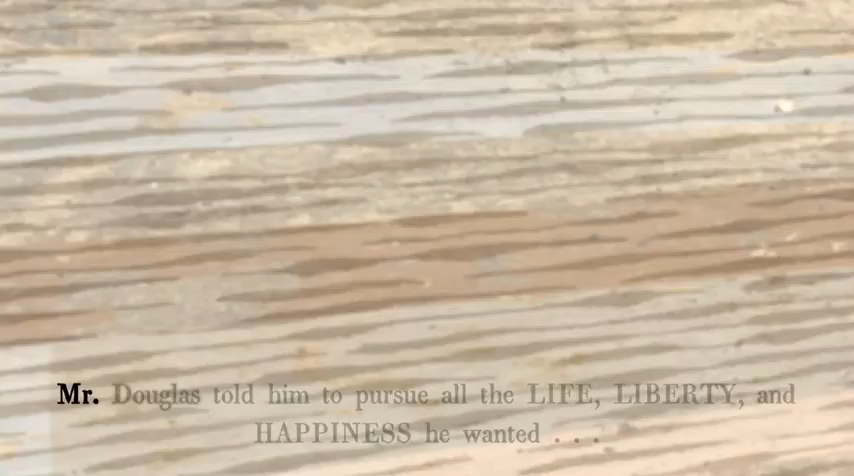 Mr. Douglas told him to pursue all the LIFE, LIBERTY, and
HAPPINESS he wanted . . .